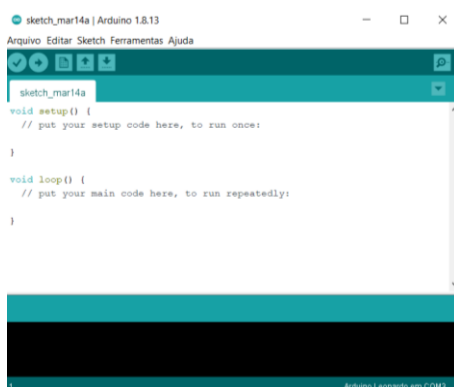 sketch_mar14a | Arduino 1.8.13
Arquivo Editar Sketch Ferramentas Ajuda
sketch_mar14a
void setup() {
// put your setup code here, to run once:
}
void loop() {
// put your main code here, to run repeatedly:
}
1
Arduino Leonardo em COM3